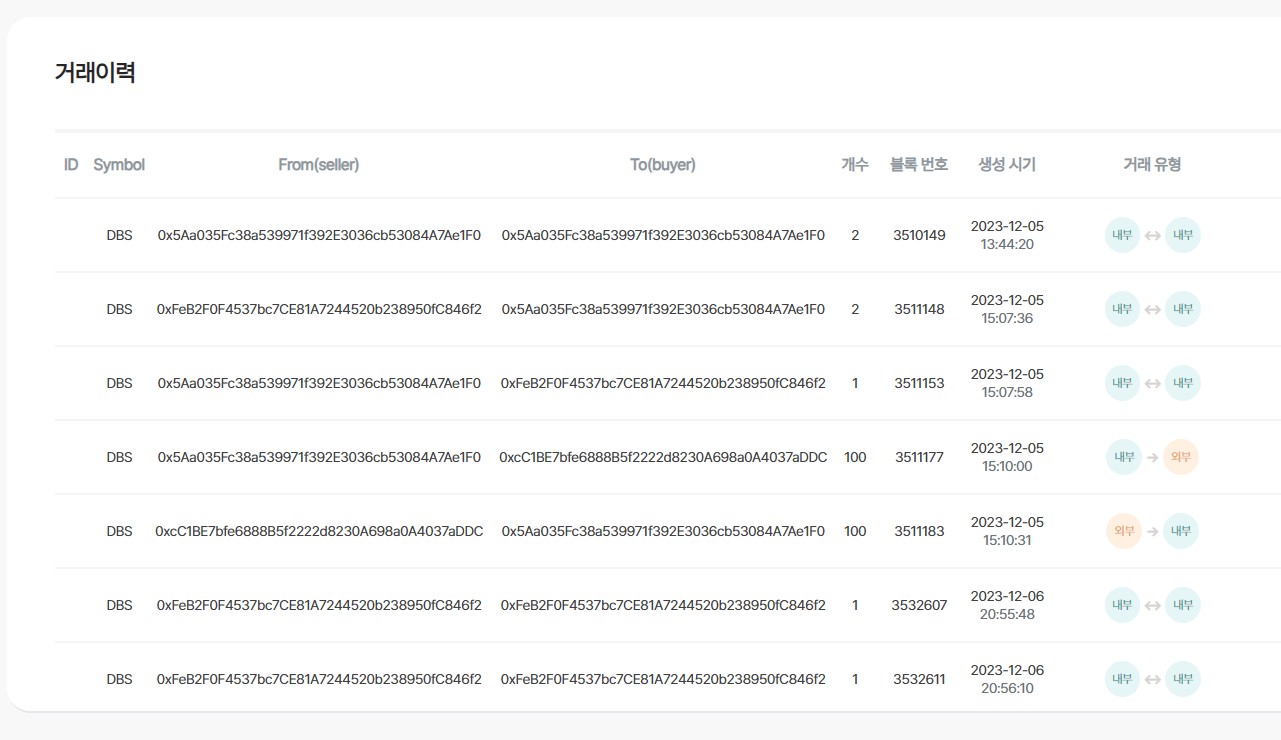 거래이력
ID Symbol From(seller) To(buyer) 개수 블록 번호 생성 시기 거래 유형
DBS 0x5Aa035Fc38a539971f392E3036cb53084A7Ae1F0 0x5Aa035Fc38a539971f392E3036cb53084A7Ae1F0 2 3510149 2023-12-05 13:44:20 내부 ↔ 내부
DBS 0xFeB2F0F4537bc7CE81A7244520b238950fC846f2 0x5Aa035Fc38a539971f392E3036cb53084A7Ae1F0 2 3511148 2023-12-05 15:07:36 내부 ↔ 내부
DBS 0x5Aa035Fc38a539971f392E3036cb53084A7Ae1F0 0xFeB2F0F4537bc7CE81A7244520b238950fC846f2 1 3511153 2023-12-05 15:07:58 내부 ↔ 내부
DBS 0x5Aa035Fc38a539971f392E3036cb53084A7Ae1F0 0xcC1BE7bfe6888B5f2222d8230A698a0A4037aDDC 100 3511177 2023-12-05 15:10:00 내부 → 외부
DBS 0xcC1BE7bfe6888B5f2222d8230A698a0A4037aDDC 0x5Aa035Fc38a539971f392E3036cb53084A7Ae1F0 100 3511183 2023-12-05 15:10:31 외부 → 내부
DBS 0xFeB2F0F4537bc7CE81A7244520b238950fC846f2 0xFeB2F0F4537bc7CE81A7244520b238950fC846f2 1 3532607 2023-12-06 20:55:48 내부 ↔ 내부
DBS 0xFeB2F0F4537bc7CE81A7244520b238950fC846f2 0xFeB2F0F4537bc7CE81A7244520b238950fC846f2 1 3532611 2023-12-06 20:56:10 내부 ↔ 내부